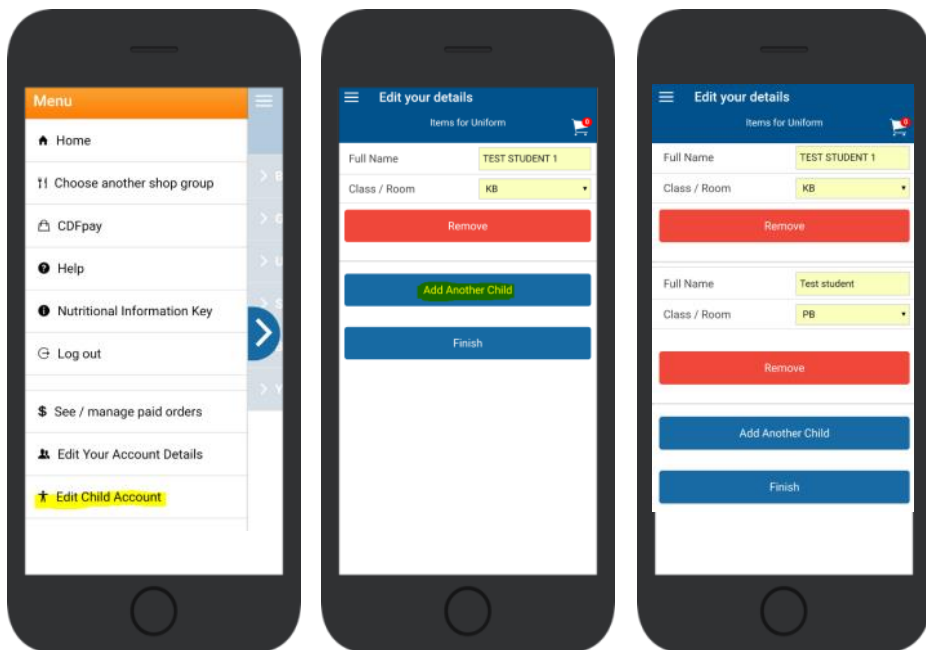 Menu
Home
Choose another shop group
CDFpay
Help
Nutritional Information Key
Log out
$ See / manage paid orders
Edit Your Account Details
Edit Child Account
Edit your details
Items for Uniform
0
Full Name TEST STUDENT 1
Class / Room KB
Remove
Add Another Child
Finish
Edit your details
Items for Uniform
0
Full Name TEST STUDENT 1
Class / Room KB
Remove
Full Name Test student
Class / Room PB
Remove
Add Another Child
Finish